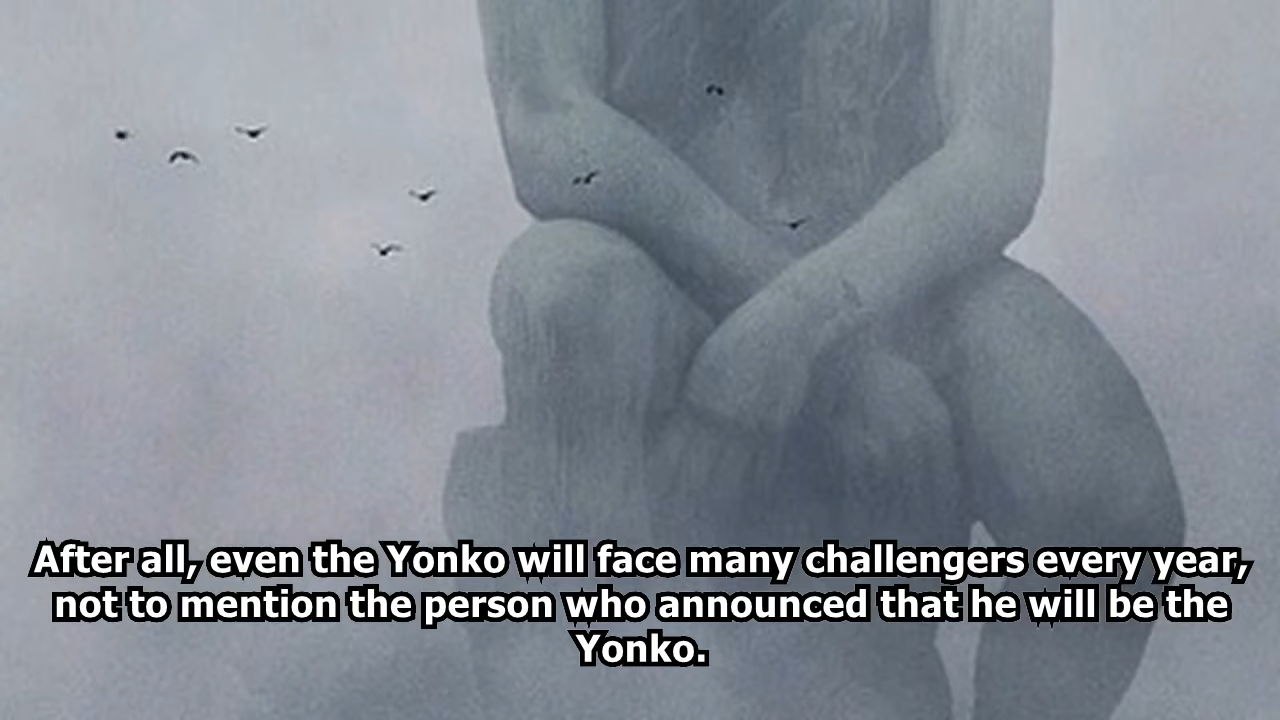 After all, even the Yonko will face many challengers every year,
not to mention the person who announced that he will be the
Yonko.